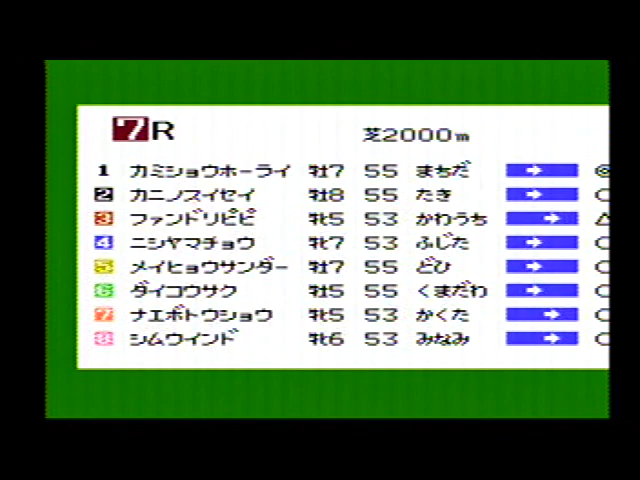 7R 芝2000m
1 カミショウホーライ 牡7 55 まちだ → ◎
2 カニノスイセイ 牡8 55 たき → ○
3 ファンドリピピ 牝5 53 かわうち → △
4 ニシヤマチョウ 牝7 53 ふじた → ○
5 メイヒョウサンダー 牡7 55 どひ → ○
6 ダイコウサク 牡5 55 くまだわ → ○
7 ナエボトウショウ 牝5 53 かくた → ○
8 シムウインド 牝6 53 みなみ → ○